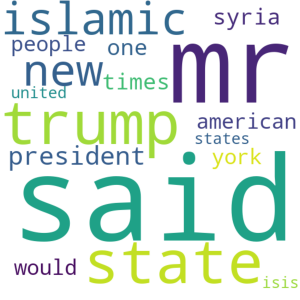 islamic syria
people one mr
new times
united
trump american
states
president york
said
would state
isis